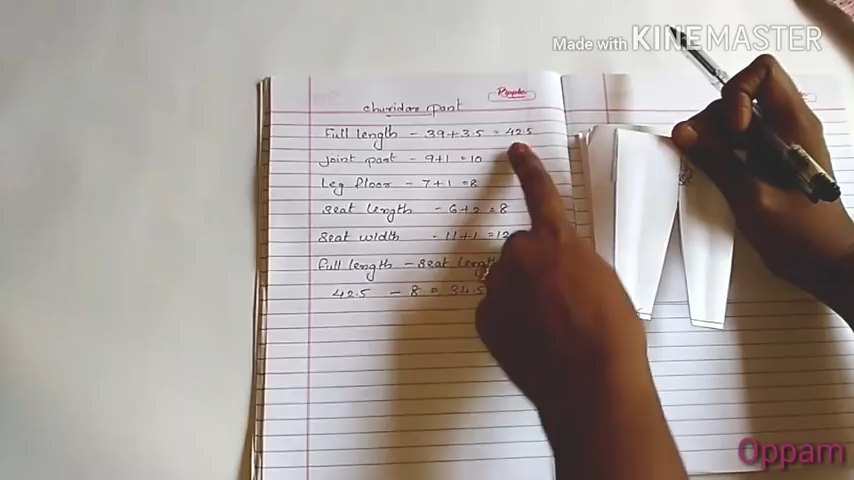 Made with KINEMASTER
churidar pant
Full length - 39+3.5 = 42.5
joint part - 9+1 = 10
Leg floor - 7+1 = 8
seat length - 6+2 = 8
seat width - 11+1 = 12
Full length - seat length
42.5 - 8 = 34.5
Oppam